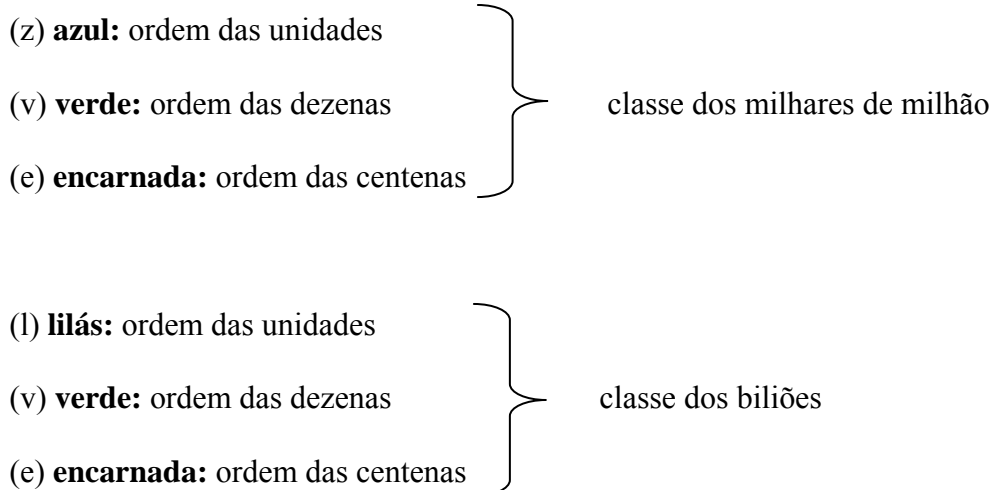 (z) azul: ordem das unidades
(v) verde: ordem das dezenas
classe dos milhares de milhão
(e) encarnada: ordem das centenas
(l) lilás: ordem das unidades
(v) verde: ordem das dezenas
classe dos biliões
(e) encarnada: ordem das centenas